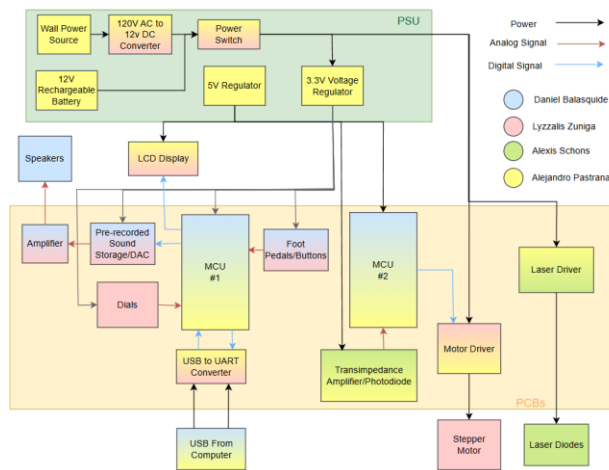 PSU
Wall Power
Source
120V AC to
12v DC
Converter
Power
Switch
12V
Rechargeable
Battery
5V Regulator
3.3V Voltage
Regulator
Power
Analog Signal
Digital Signal
Daniel Balasquide
Lyzzalis Zuniga
Alexis Schons
Alejandro Pastrana
Speakers
LCD Display
Amplifier
Pre-recorded
Sound
Storage/DAC
MCU
#1
Foot
Pedals/Buttons
MCU
#2
Laser Driver
Dials
USB to UART
Converter
Transimpedance
Amplifier/Photodiode
Motor Driver
PCBs
USB From
Computer
Stepper
Motor
Laser Diodes